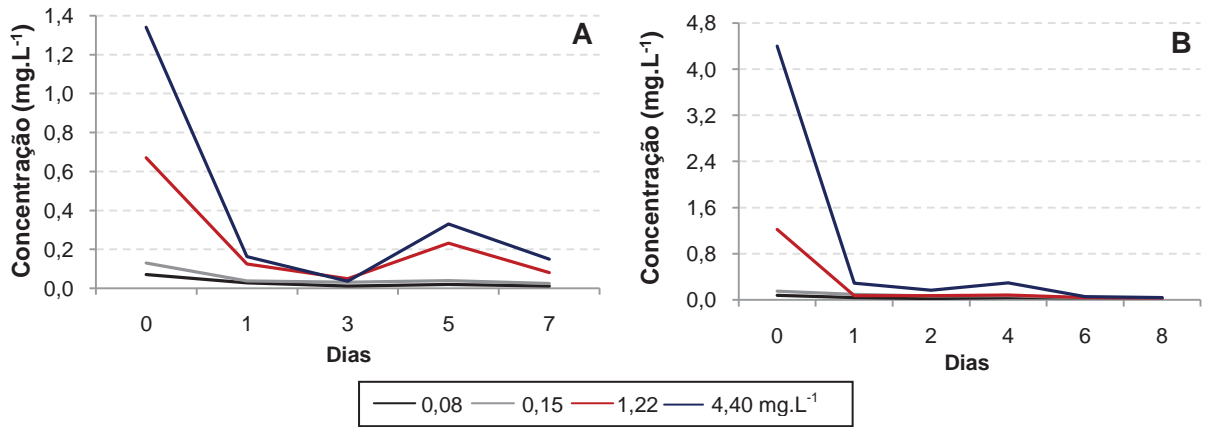 A
Concentração (mg.L-1)
1,4
1,2
1,0
0,8
0,6
0,4
0,2
0,0
0 1 3 5 7
Dias
B
Concentração (mg.L-1)
4,8
4,0
3,2
2,4
1,6
0,8
0,0
0 1 2 4 6 8
Dias
0,08 0,15 1,22 4,40 mg.L-1